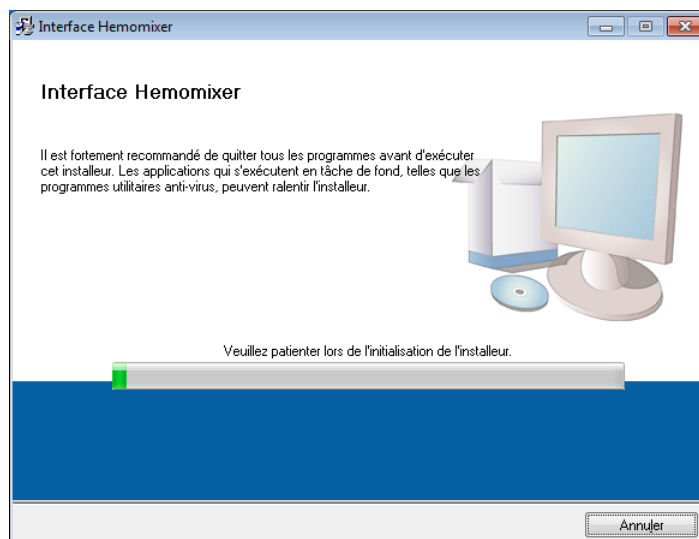 Interface Hemomixer
Interface Hemomixer
Il est fortement recommandé de quitter tous les programmes avant d'exécuter
cet installeur. Les applications qui s'exécutent en tâche de fond, telles que les
programmes utilitaires anti-virus, peuvent ralentir l'installeur.
Veuillez patienter lors de l'initialisation de l'installeur.
Annuler